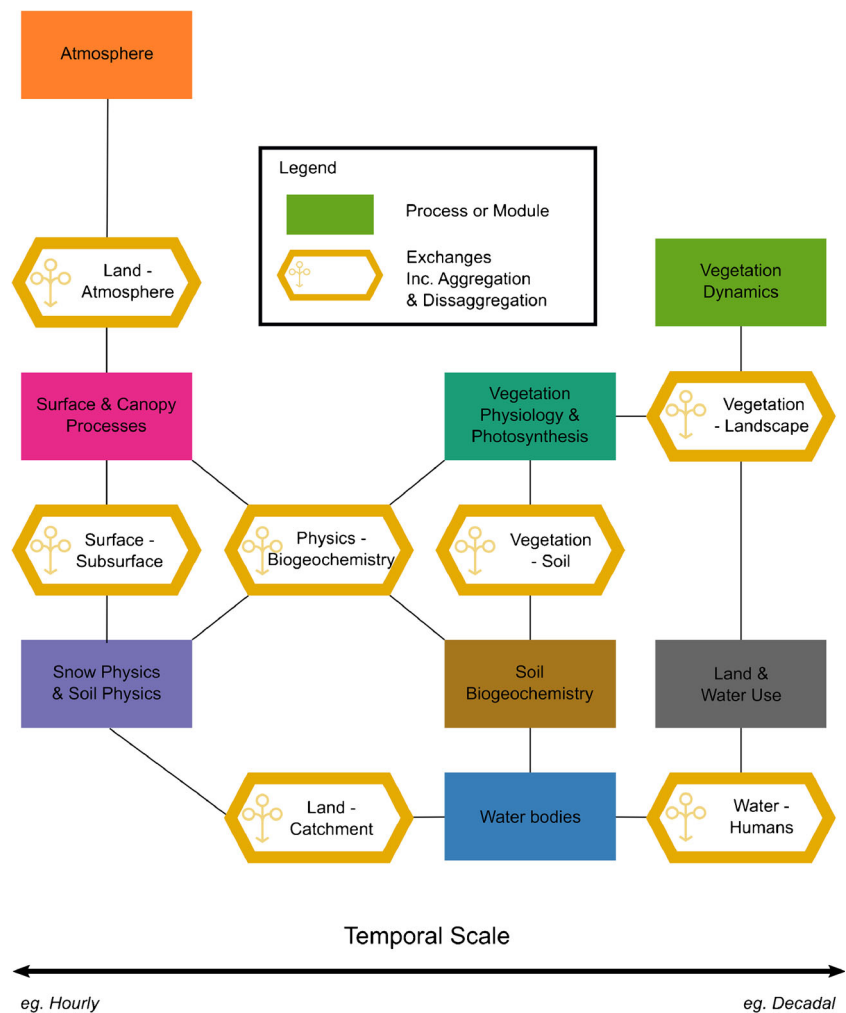 Atmosphere
Legend
Process or Module
Exchanges
Inc. Aggregation
& Dissaggregation
Land -
Atmosphere
Vegetation
Dynamics
Surface & Canopy
Processes
Vegetation
Physiology &
Photosynthesis
Vegetation
- Landscape
Surface -
Subsurface
Physics -
Biogeochemistry
Vegetation
- Soil
Snow Physics
& Soil Physics
Soil
Biogeochemistry
Land &
Water Use
Land -
Catchment
Water bodies
Water -
Humans
Temporal Scale
eg. Hourly
eg. Decadal